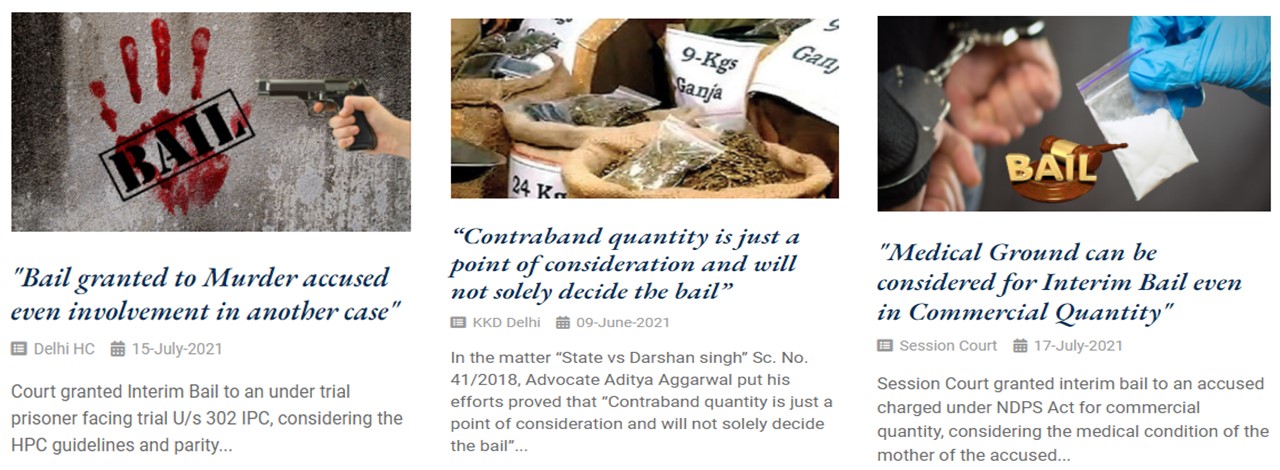 BAIL
"Bail granted to Murder accused
even involvement in another case"
Delhi HC 15-July-2021
Court granted Interim Bail to an under trial
prisoner facing trial U/s 302 IPC, considering the
HPC guidelines and parity...
9-Kgs
Ganja
24 Kg
“Contraband quantity is just a
point of consideration and will
not solely decide the bail”
KKD Delhi 09-June-2021
In the matter “State vs Darshan singh” Sc. No.
41/2018, Advocate Aditya Aggarwal put his
efforts proved that “Contraband quantity is just a
point of consideration and will not solely decide
the bail”...
BAIL
"Medical Ground can be
considered for Interim Bail even
in Commercial Quantity"
Session Court 17-July-2021
Session Court granted interim bail to an accused
charged under NDPS Act for commercial
quantity, considering the medical condition of the
mother of the accused...